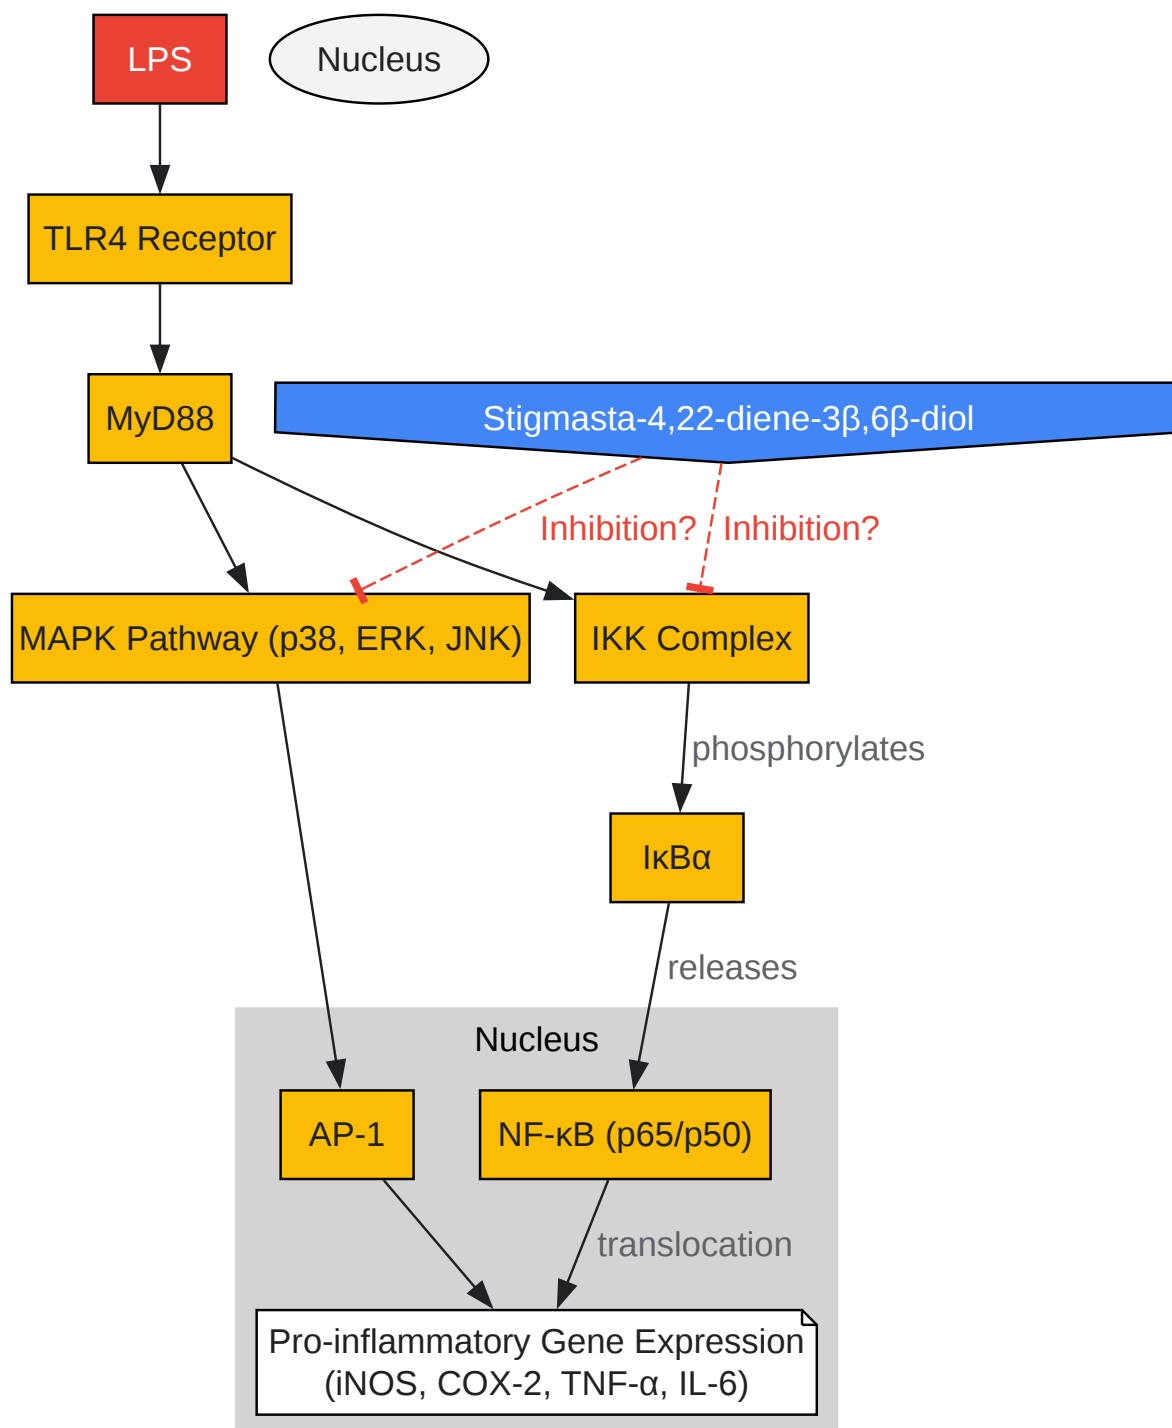 LPS
Nucleus
TLR4 Receptor
MyD88
Stigmasta-4,22-diene-3β,6β-diol
Inhibition?
Inhibition?
MAPK Pathway (p38, ERK, JNK)
IKK Complex
phosphorylates
IκBα
releases
Nucleus
AP-1
NF-κB (p65/p50)
translocation
Pro-inflammatory Gene Expression
(iNOS, COX-2, TNF-α, IL-6)